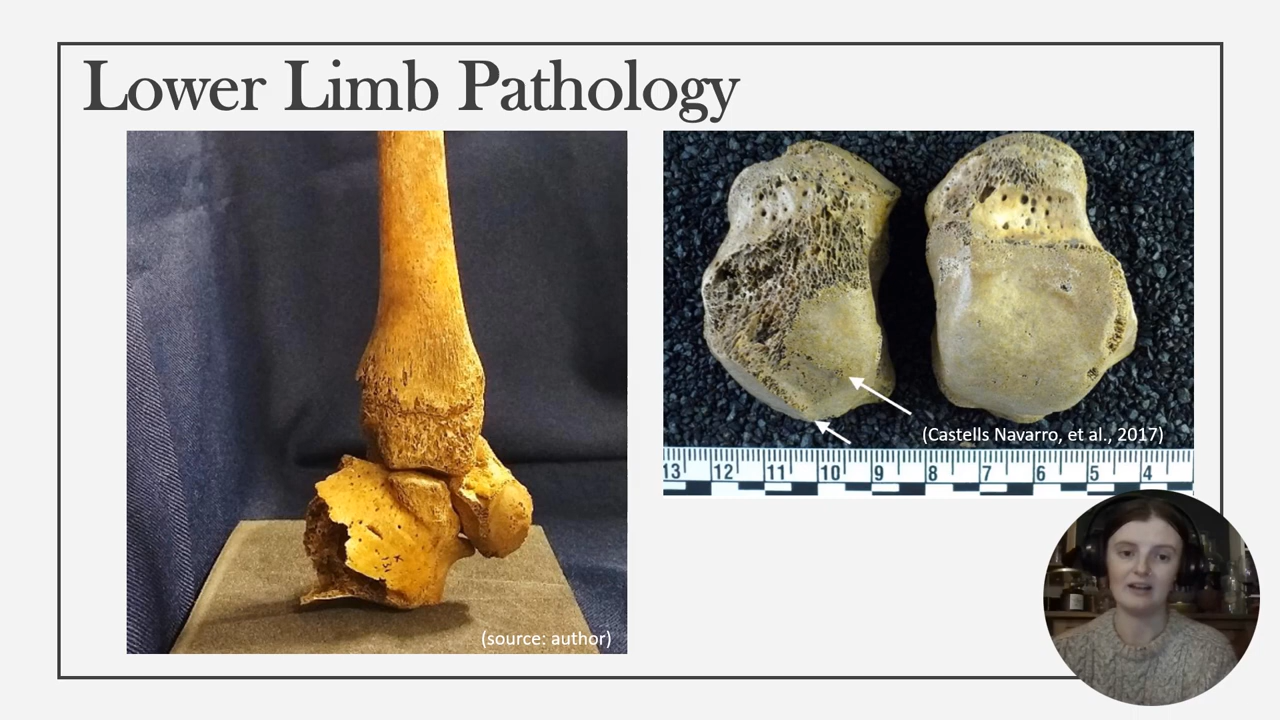 Lower Limb Pathology
(source: author)
(Castells Navarro, et al., 2017)
13 12 11 10 9 8 7 6 5 4